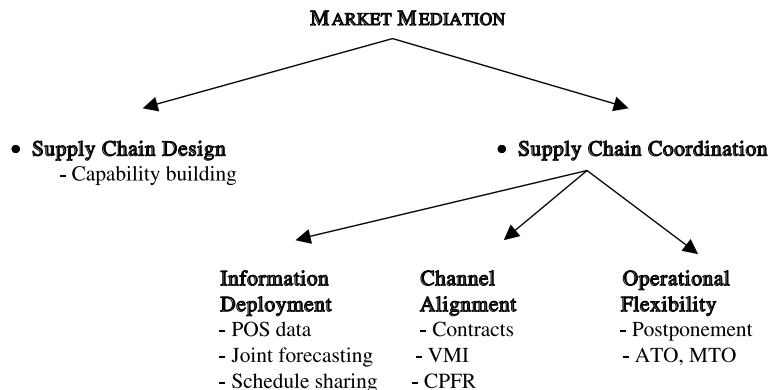 MARKET MEDIATION
• Supply Chain Design
- Capability building
• Supply Chain Coordination
Information
Deployment
- POS data
- Joint forecasting
- Schedule sharing
Channel
Alignment
- Contracts
- VMI
- CPFR
Operational
Flexibility
- Postponement
- ATO, MTO